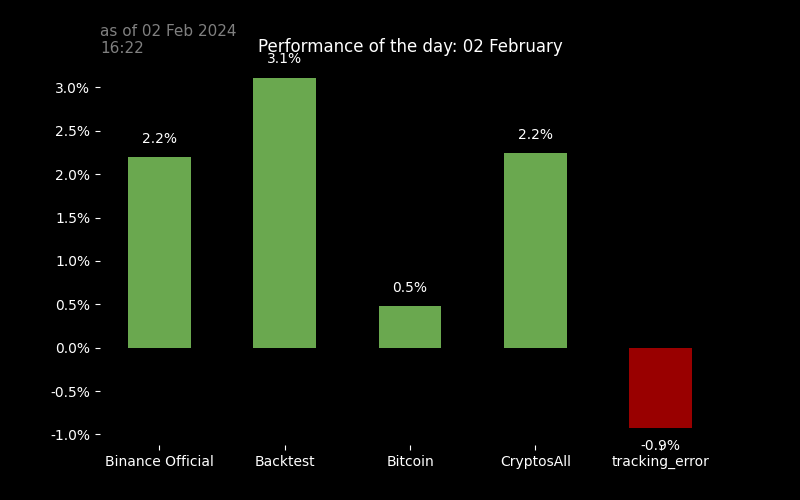 as of 02 Feb 2024
16:22
Performance of the day: 02 February
3.1%
3.0%
2.5%
2.2%
2.2%
2.0%
1.5%
1.0%
0.5%
0.5%
0.0%
-0.5%
-1.0%
-0.9%
Binance Official
Backtest
Bitcoin
CryptosAll
tracking_error